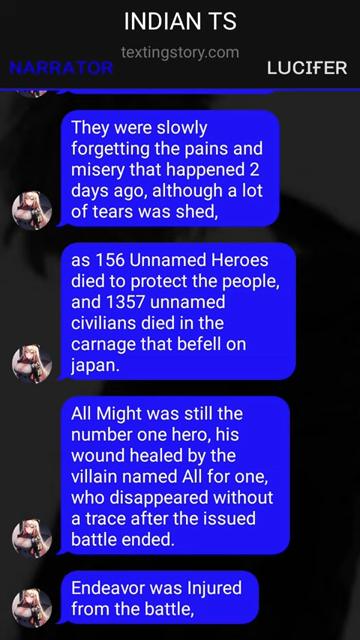 INDIAN TS
textingstory.com
NARRATOR
LUCIFER
They were slowly
forgetting the pains and
misery that happened 2
days ago, although a lot
of tears was shed,
as 156 Unnamed Heroes
died to protect the people,
and 1357 unnamed
civilians died in the
carnage that befell on
japan.
All Might was still the
number one hero, his
wound healed by the
villain named All for one,
who disappeared without
a trace after the issued
battle ended.
Endeavor was Injured
from the battle,